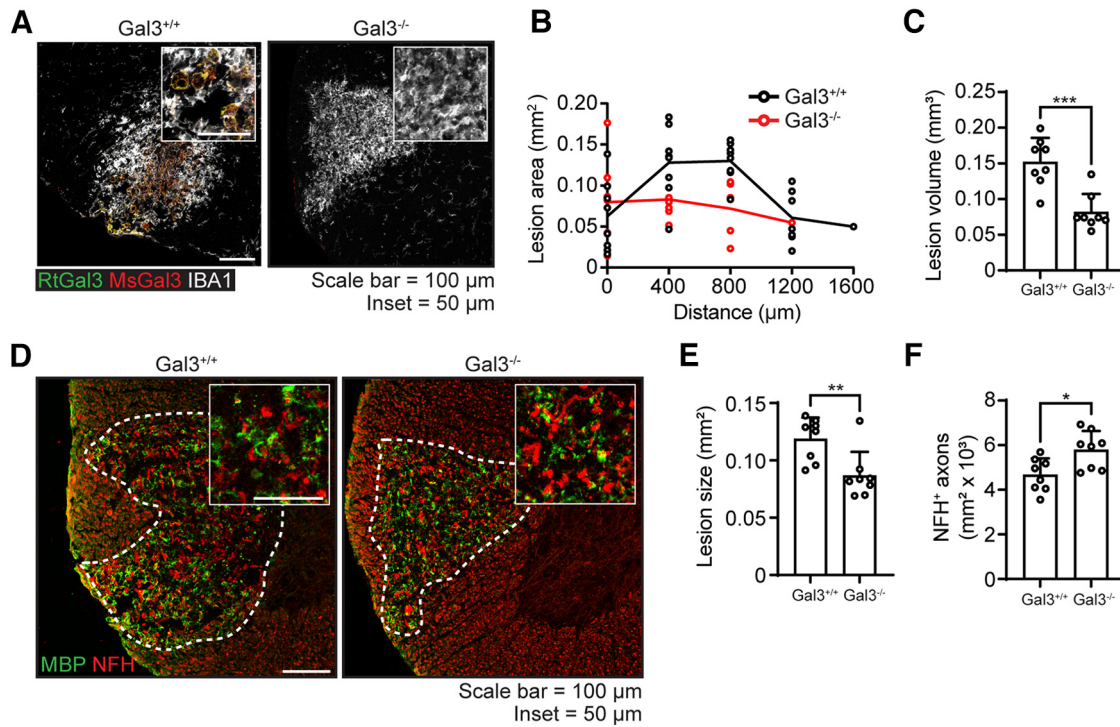 A
Gal3+/+
Gal3-/-
RtGal3 MsGal3 IBA1
Scale bar = 100 µm
Inset = 50 µm
B
Gal3+/+
Gal3-/-
Lesion area (mm²)
0.20
0.15
0.10
0.05
0
0
400
800
1200
1600
Distance (µm)
C
Lesion volume (mm³)
0.25
0.20
0.15
0.10
0.05
0
***
Gal3+/+
Gal3-/-
D
Gal3+/+
Gal3-/-
MBP NFH
Scale bar = 100 µm
Inset = 50 µm
E
Lesion size (mm²)
0.15
0.10
0.05
0
**
Gal3+/+
Gal3-/-
F
NFH+ axons
(mm² x 10³)
8
6
4
2
0
*
Gal3+/+
Gal3-/-